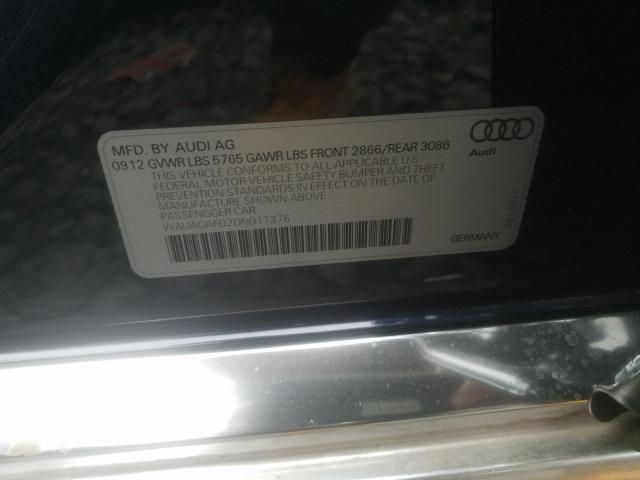 MFD. BY AUDI AG
0912 GVWR LBS 5765 GAWR LBS FRONT 2866/REAR 3086
THIS VEHICLE CONFORMS TO ALL APPLICABLE U S
FEDERAL MOTOR VEHICLE SAFETY BUMPER AND THEFT
PREVENTION STANDARDS IN EFFECT ON THE DATE OF
MANUFACTURE SHOWN ABOVE
PASSENGGER CAR
WAUAGAFD2DN011376
Audi
GERMANY